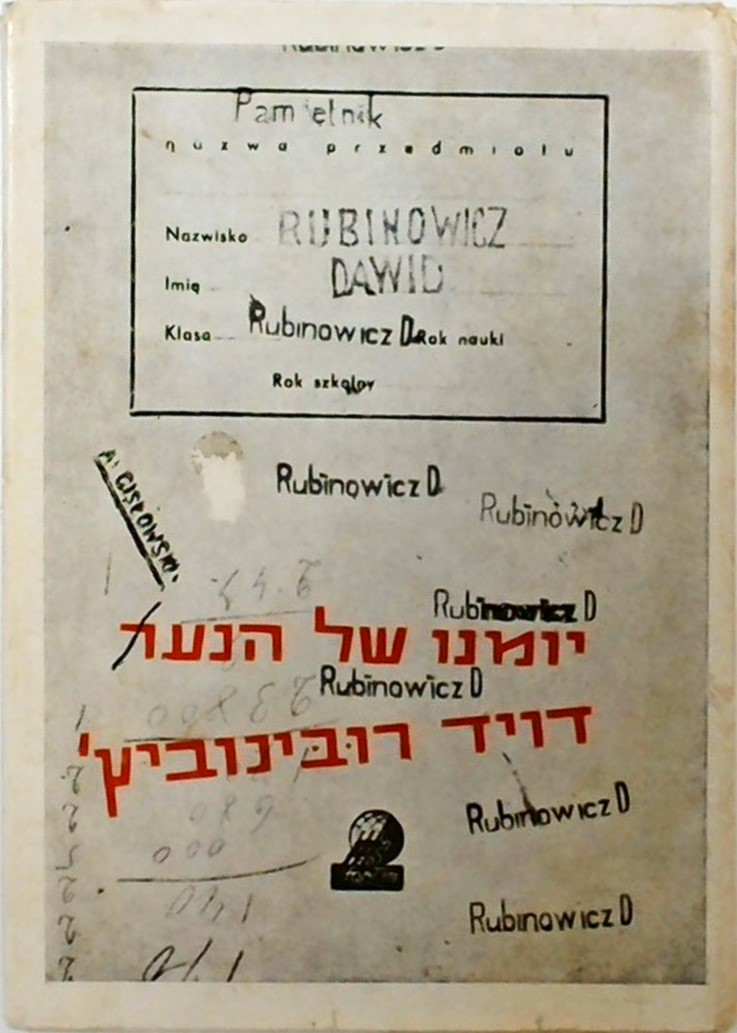 Pamiętnik
nazwa przedmiotu
Nazwisko RUBINOWICZ
Imię DAWID
Klasa Rubinowicz D Rok nauki
Rok szkolny
Rubinowicz D
Rubinowicz D
Rubinowicz D
יומנו של הנער
Rubinowicz D
דויד רובינוביץ'
Rubinowicz D
Rubinowicz D